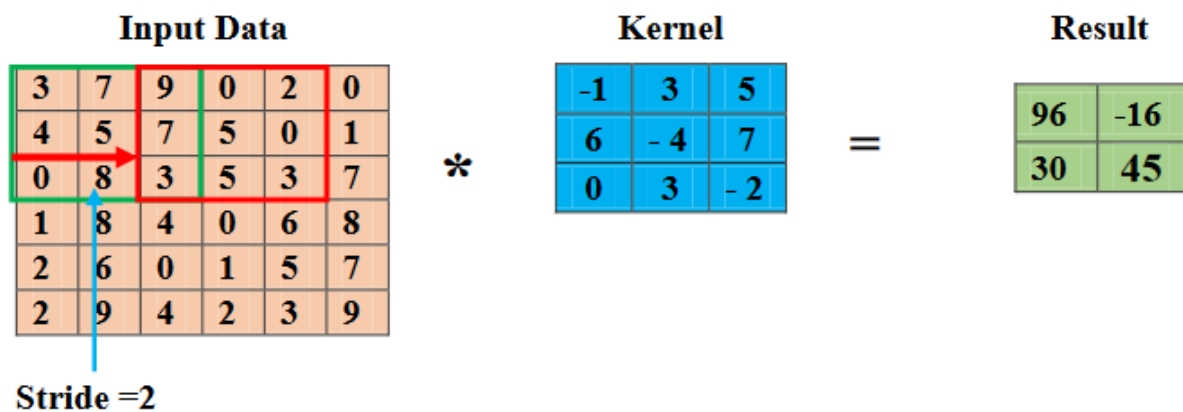 Input Data Kernel Result
3 7 9 0 2 0
4 5 7 5 0 1
0 8 3 5 3 7
1 8 4 0 6 8
2 6 0 1 5 7
2 9 4 2 3 9
*
-1 3 5
6 - 4 7
0 3 - 2
=
96 -16
30 45
Stride =2